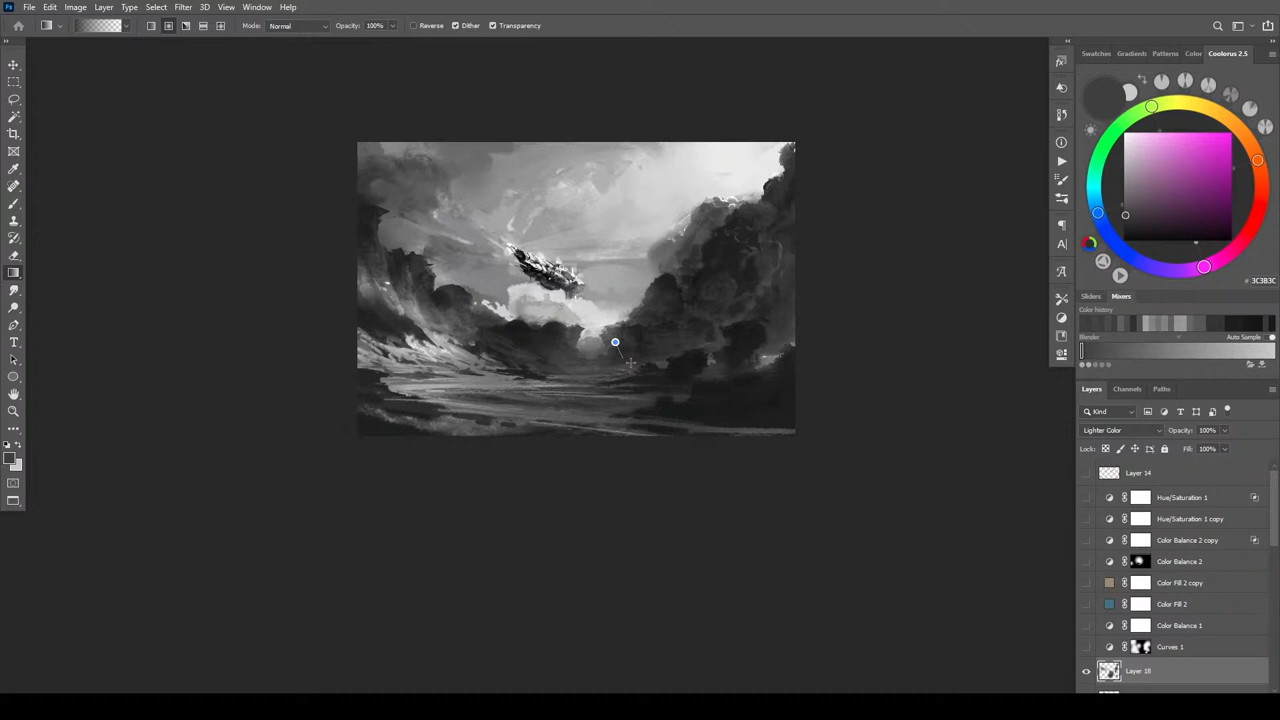 Ps File Edit Image Layer Type Select Filter 3D View Window Help
Mode: Normal Opacity: 100% Reverse Dither Transparency
Swatches Gradients Patterns Color Coolorus 2.5
# 3C3B3C
Sliders Mixers
Color history
Blender Auto Sample
Layers Channels Paths
Kind
Lighter Color Opacity: 100%
Lock: Fill: 100%
Layer 14
Hue/Saturation 1
Hue/Saturation 1 copy
Color Balance 2 copy
Color Balance 2
Color Fill 2 copy
Color Fill 2
Color Balance 1
Curves 1
Layer 18